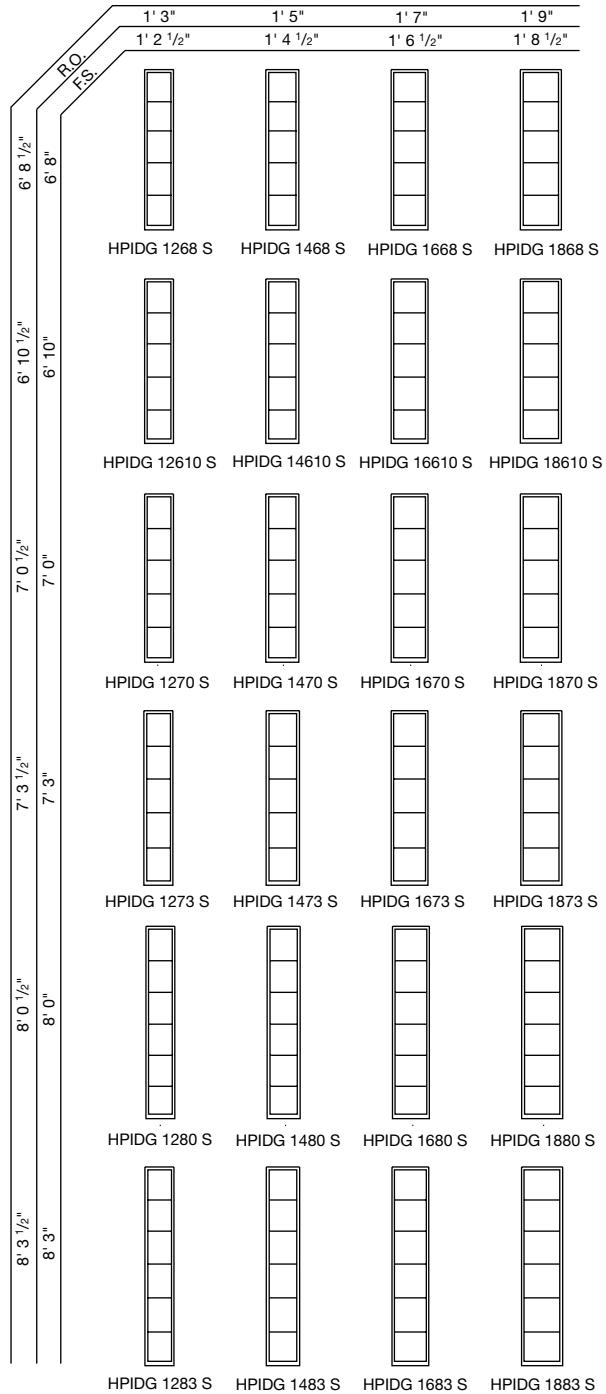 1' 3" 1' 5" 1' 7" 1' 9"
1' 2 1/2" 1' 4 1/2" 1' 6 1/2" 1' 8 1/2"
R.O.
F.S.
6' 8 1/2" 6' 8"
HPIDG 1268 S HPIDG 1468 S HPIDG 1668 S HPIDG 1868 S
6' 10 1/2" 6' 10"
HPIDG 12610 S HPIDG 14610 S HPIDG 16610 S HPIDG 18610 S
7' 0 1/2" 7' 0"
HPIDG 1270 S HPIDG 1470 S HPIDG 1670 S HPIDG 1870 S
7' 3 1/2" 7' 3"
HPIDG 1273 S HPIDG 1473 S HPIDG 1673 S HPIDG 1873 S
8' 0 1/2" 8' 0"
HPIDG 1280 S HPIDG 1480 S HPIDG 1680 S HPIDG 1880 S
8' 3 1/2" 8' 3"
HPIDG 1283 S HPIDG 1483 S HPIDG 1683 S HPIDG 1883 S